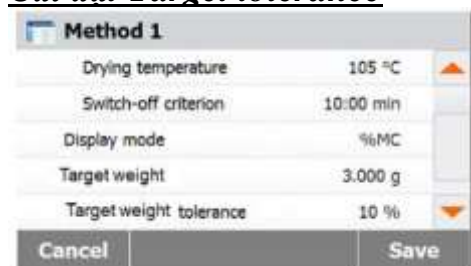 Method 1
Drying temperature 105 °C
Switch-off criterion 10:00 min
Display mode %MC
Target weight 3.000 g
Target weight tolerance 10 %
Cancel Save